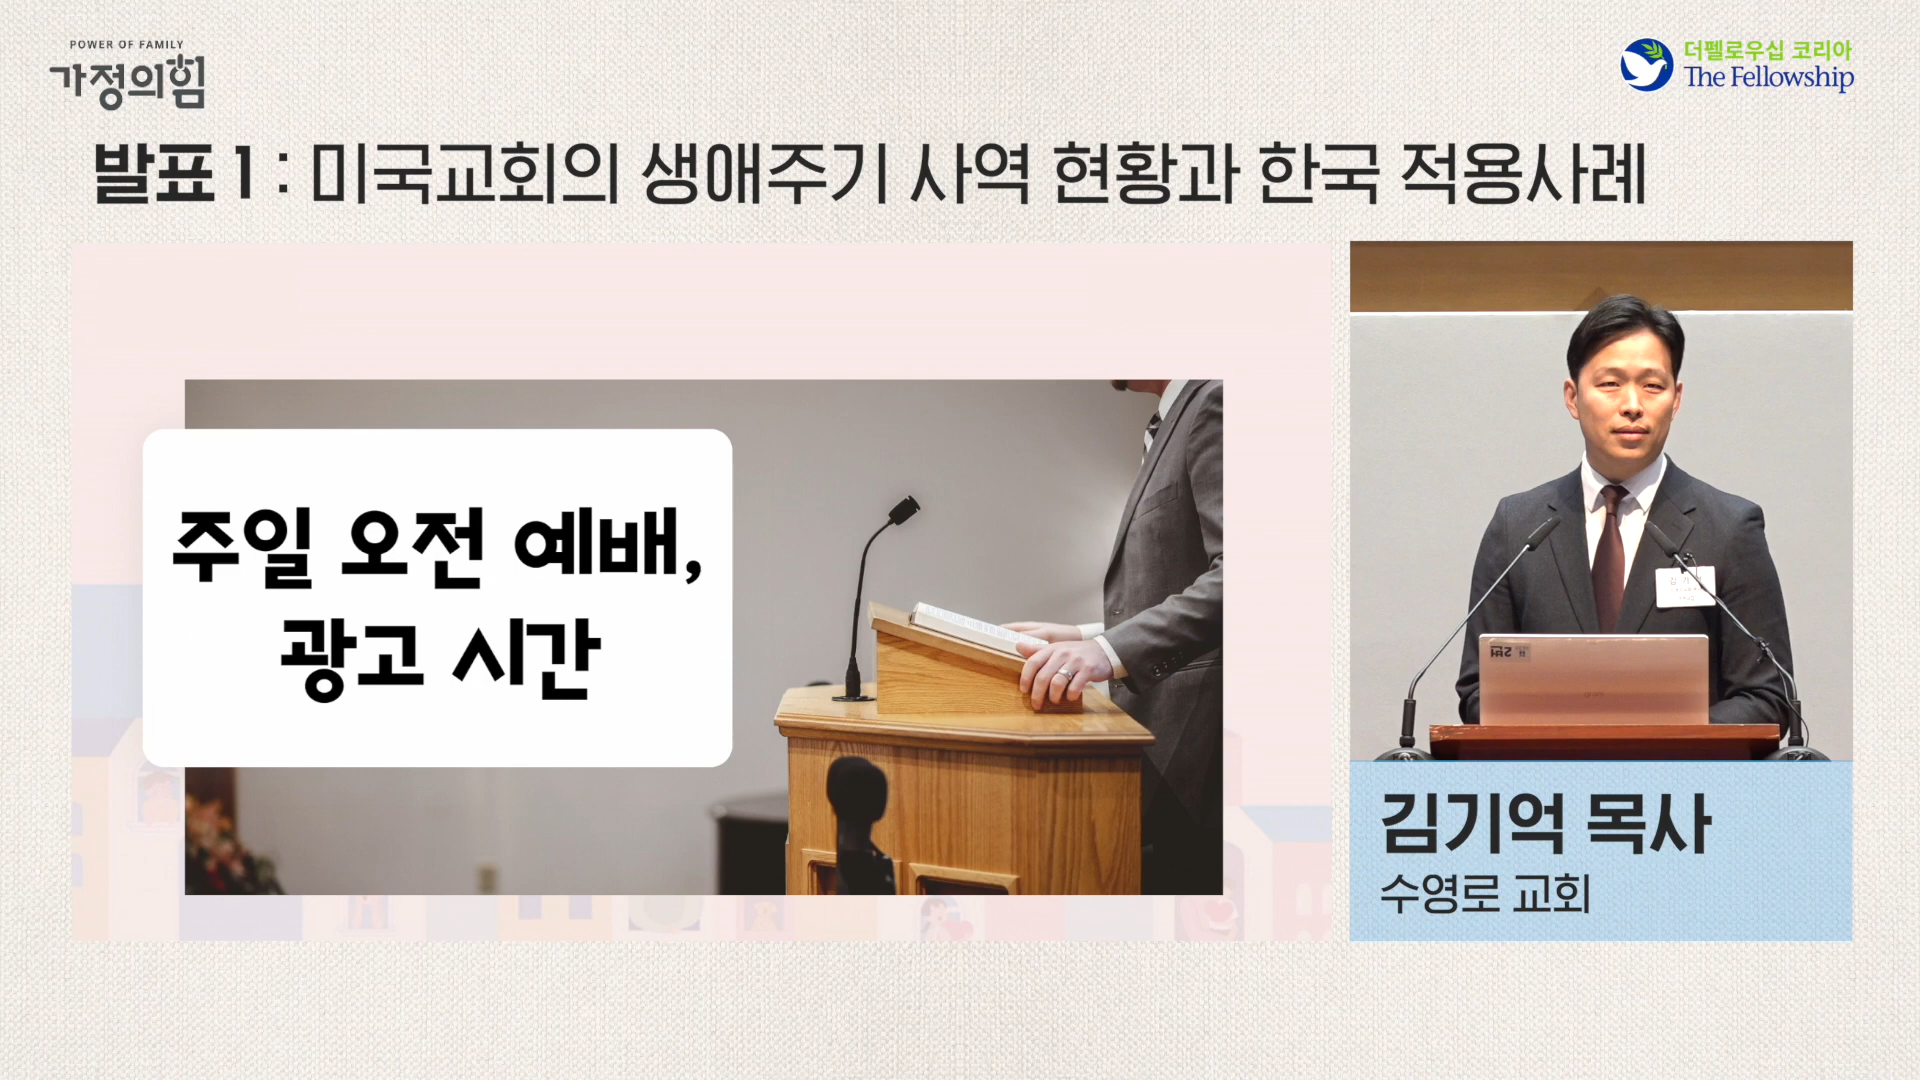 POWER OF FAMILY
가정의힘
더펠로우십 코리아
The Fellowship
발표 1 : 미국교회의 생애주기 사역 현황과 한국 적용사례
주일 오전 예배,
광고 시간
김기억 목사
수영로 교회